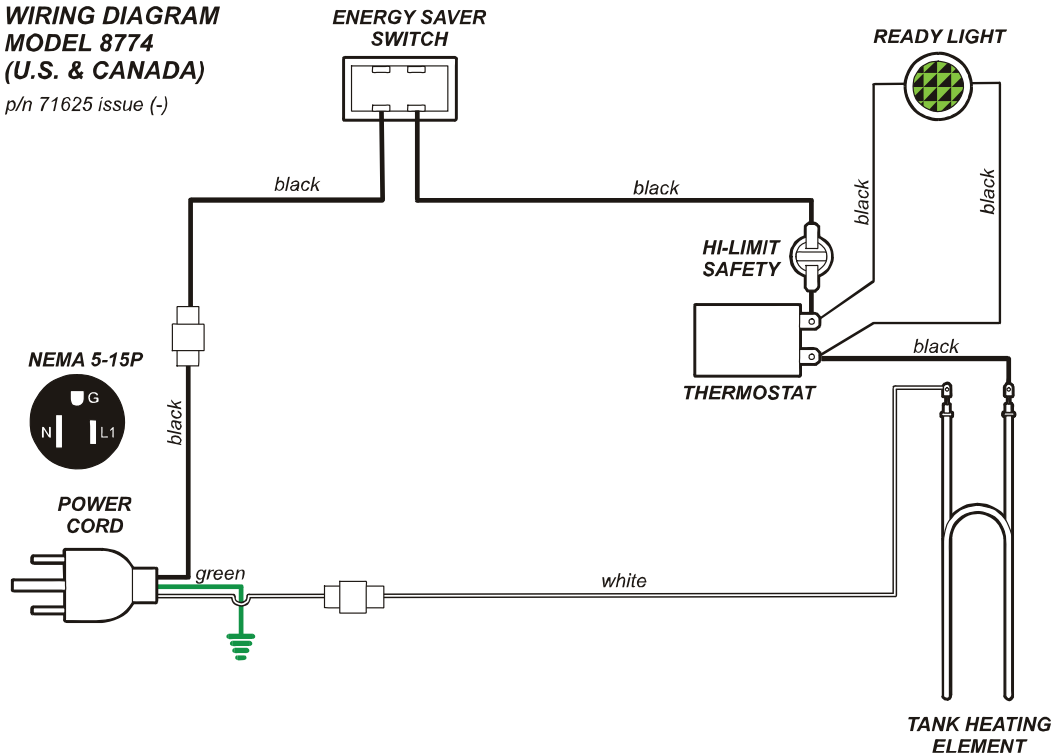 WIRING DIAGRAM
MODEL 8774
(U.S. & CANADA)
p/n 71625 issue (-)
ENERGY SAVER
SWITCH
READY LIGHT
black
black
black
black
HI-LIMIT
SAFETY
NEMA 5-15P
G
N
L1
black
THERMOSTAT
black
POWER
CORD
green
white
TANK HEATING
ELEMENT